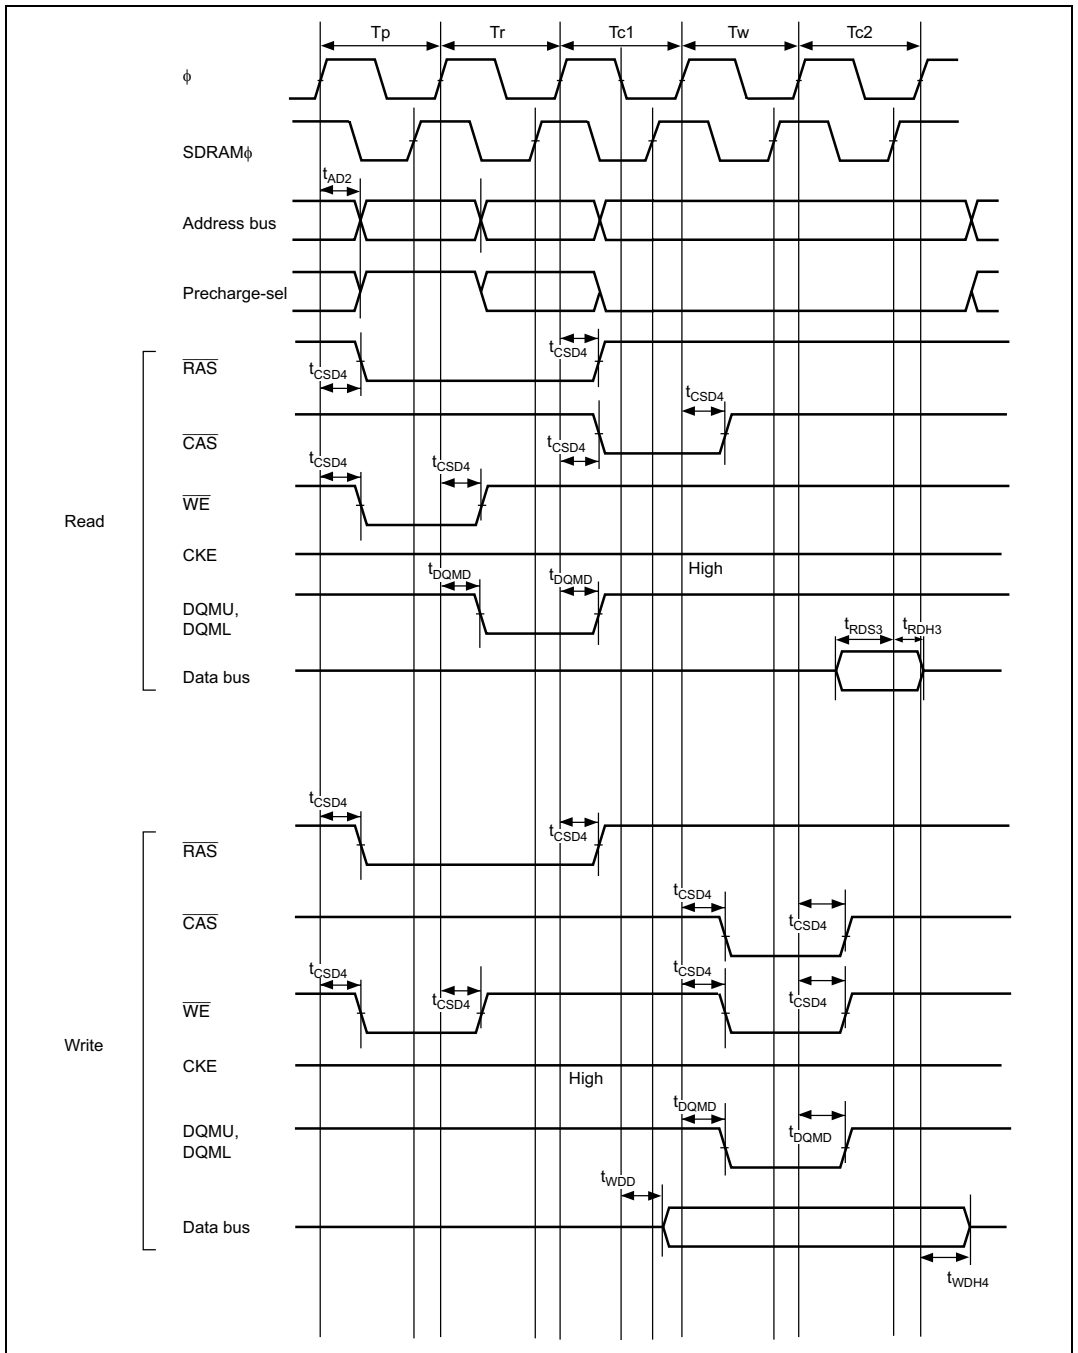 Tp Tr Tc1 Tw Tc2
ϕ
SDRAMϕ
tAD2
Address bus
Precharge-sel
tCSD4
RAS
tCSD4
tCSD4
CAS
tCSD4
tCSD4 tCSD4
WE
Read
CKE
High
tDQMD tDQMD
DQMU,
DQML
tRDS3 tRDH3
Data bus
tCSD4
tCSD4
RAS
tCSD4
CAS
tCSD4
tCSD4 tCSD4
WE
tCSD4 tCSD4
Write
CKE
High
tDQMD
DQMU,
DQML
tDQMD
tWDD
Data bus
tWDH4